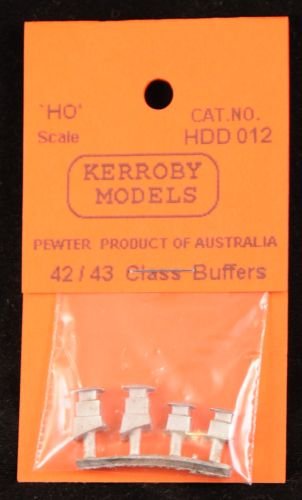 'HO' CAT.NO.
Scale HDD 012
KERROBY
MODELS
PEWTER PRODUCT OF AUSTRALIA
42 / 43 Class Buffers